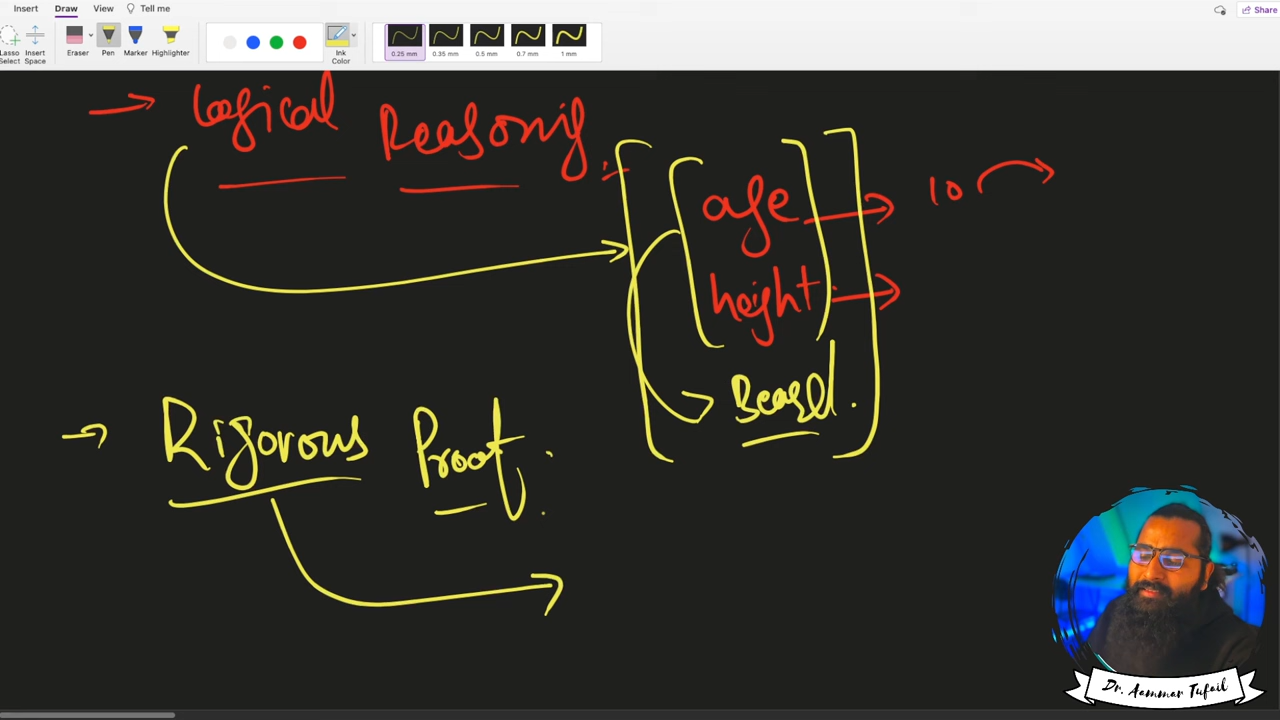 Insert Draw View Tell me
Share
Lasso Select
Insert Space
Eraser
Pen
Marker
Highlighter
Ink Color
0.25 mm
0.35 mm
0.5 mm
0.7 mm
1 mm
→ Logical Reasoning :-
age → 10
height →
Beard.
→ Rigorous Proof :
Dr. Aammar Tufail